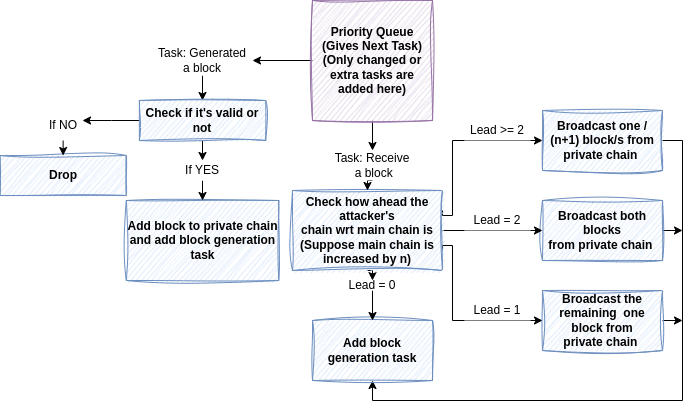 Priority Queue
(Gives Next Task)
(Only changed or
extra tasks are
added here)
Task: Generated
a block
Check if it's valid or
not
If NO
Drop
If YES
Add block to private chain
and add block generation
task
Task: Receive
a block
Check how ahead the
attacker's
chain wrt main chain is
(Suppose main chain is
increased by n)
Lead >= 2
Broadcast one /
(n+1) block/s from
private chain
Lead = 2
Broadcast both
blocks
from private chain
Lead = 1
Broadcast the
remaining one
block from
private chain
Lead = 0
Add block
generation task